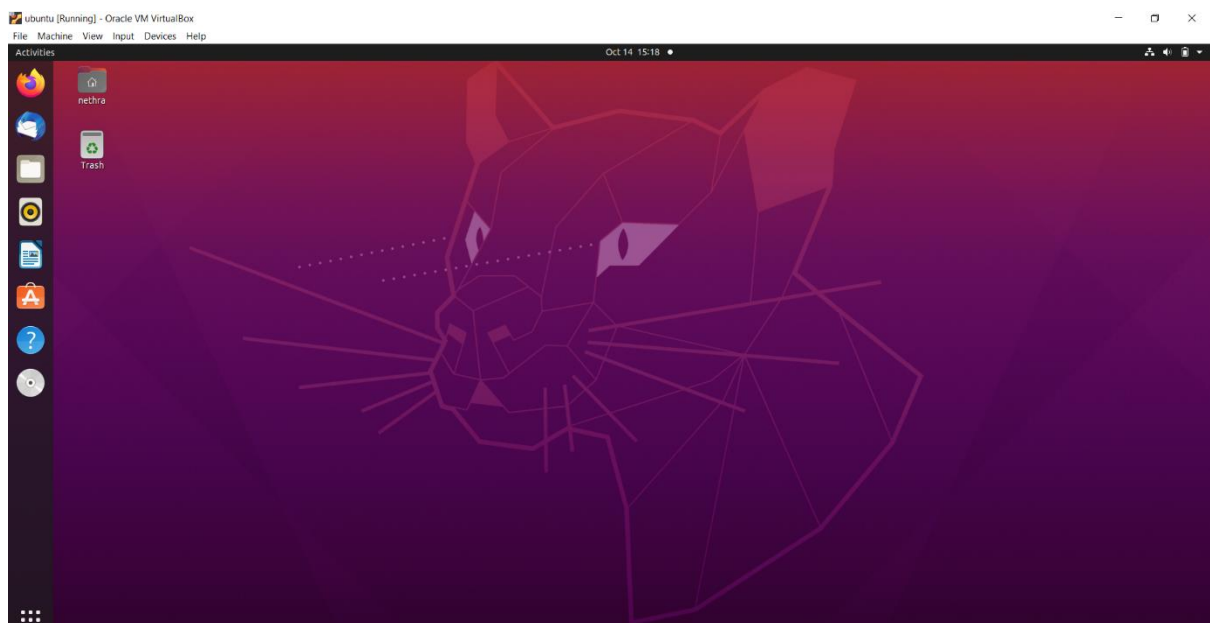 ubuntu [Running] - Oracle VM VirtualBox
File Machine View Input Devices Help
Activities Oct 14 15:18
nethra
Trash